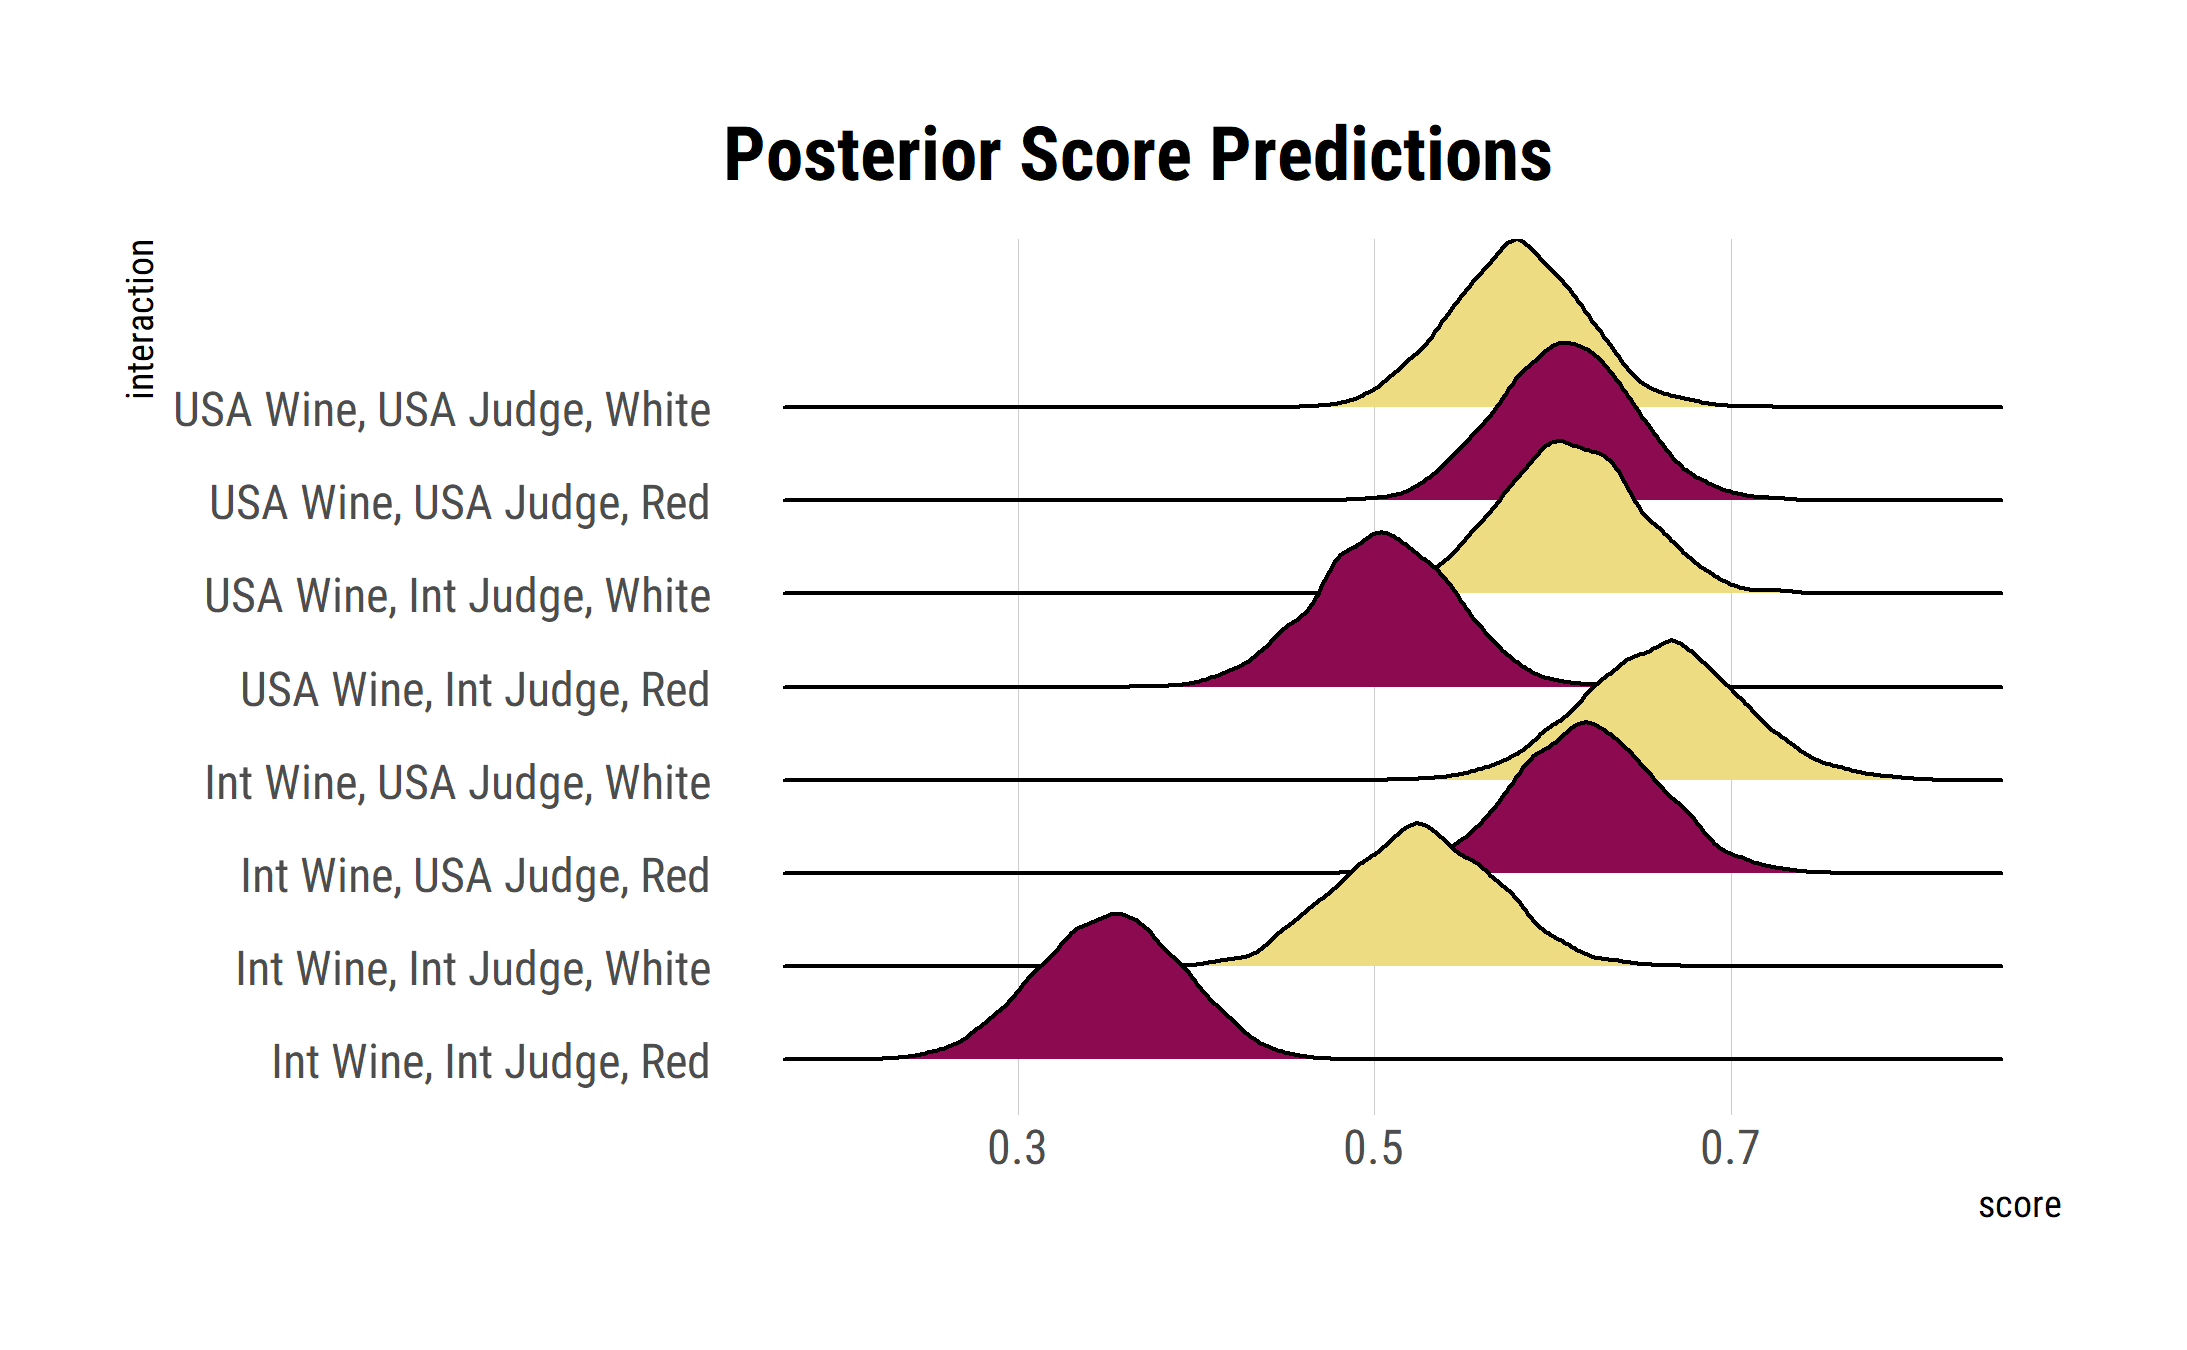 Posterior Score Predictions
interaction
USA Wine, USA Judge, White
USA Wine, USA Judge, Red
USA Wine, Int Judge, White
USA Wine, Int Judge, Red
Int Wine, USA Judge, White
Int Wine, USA Judge, Red
Int Wine, Int Judge, White
Int Wine, Int Judge, Red
0.3 0.5 0.7
score